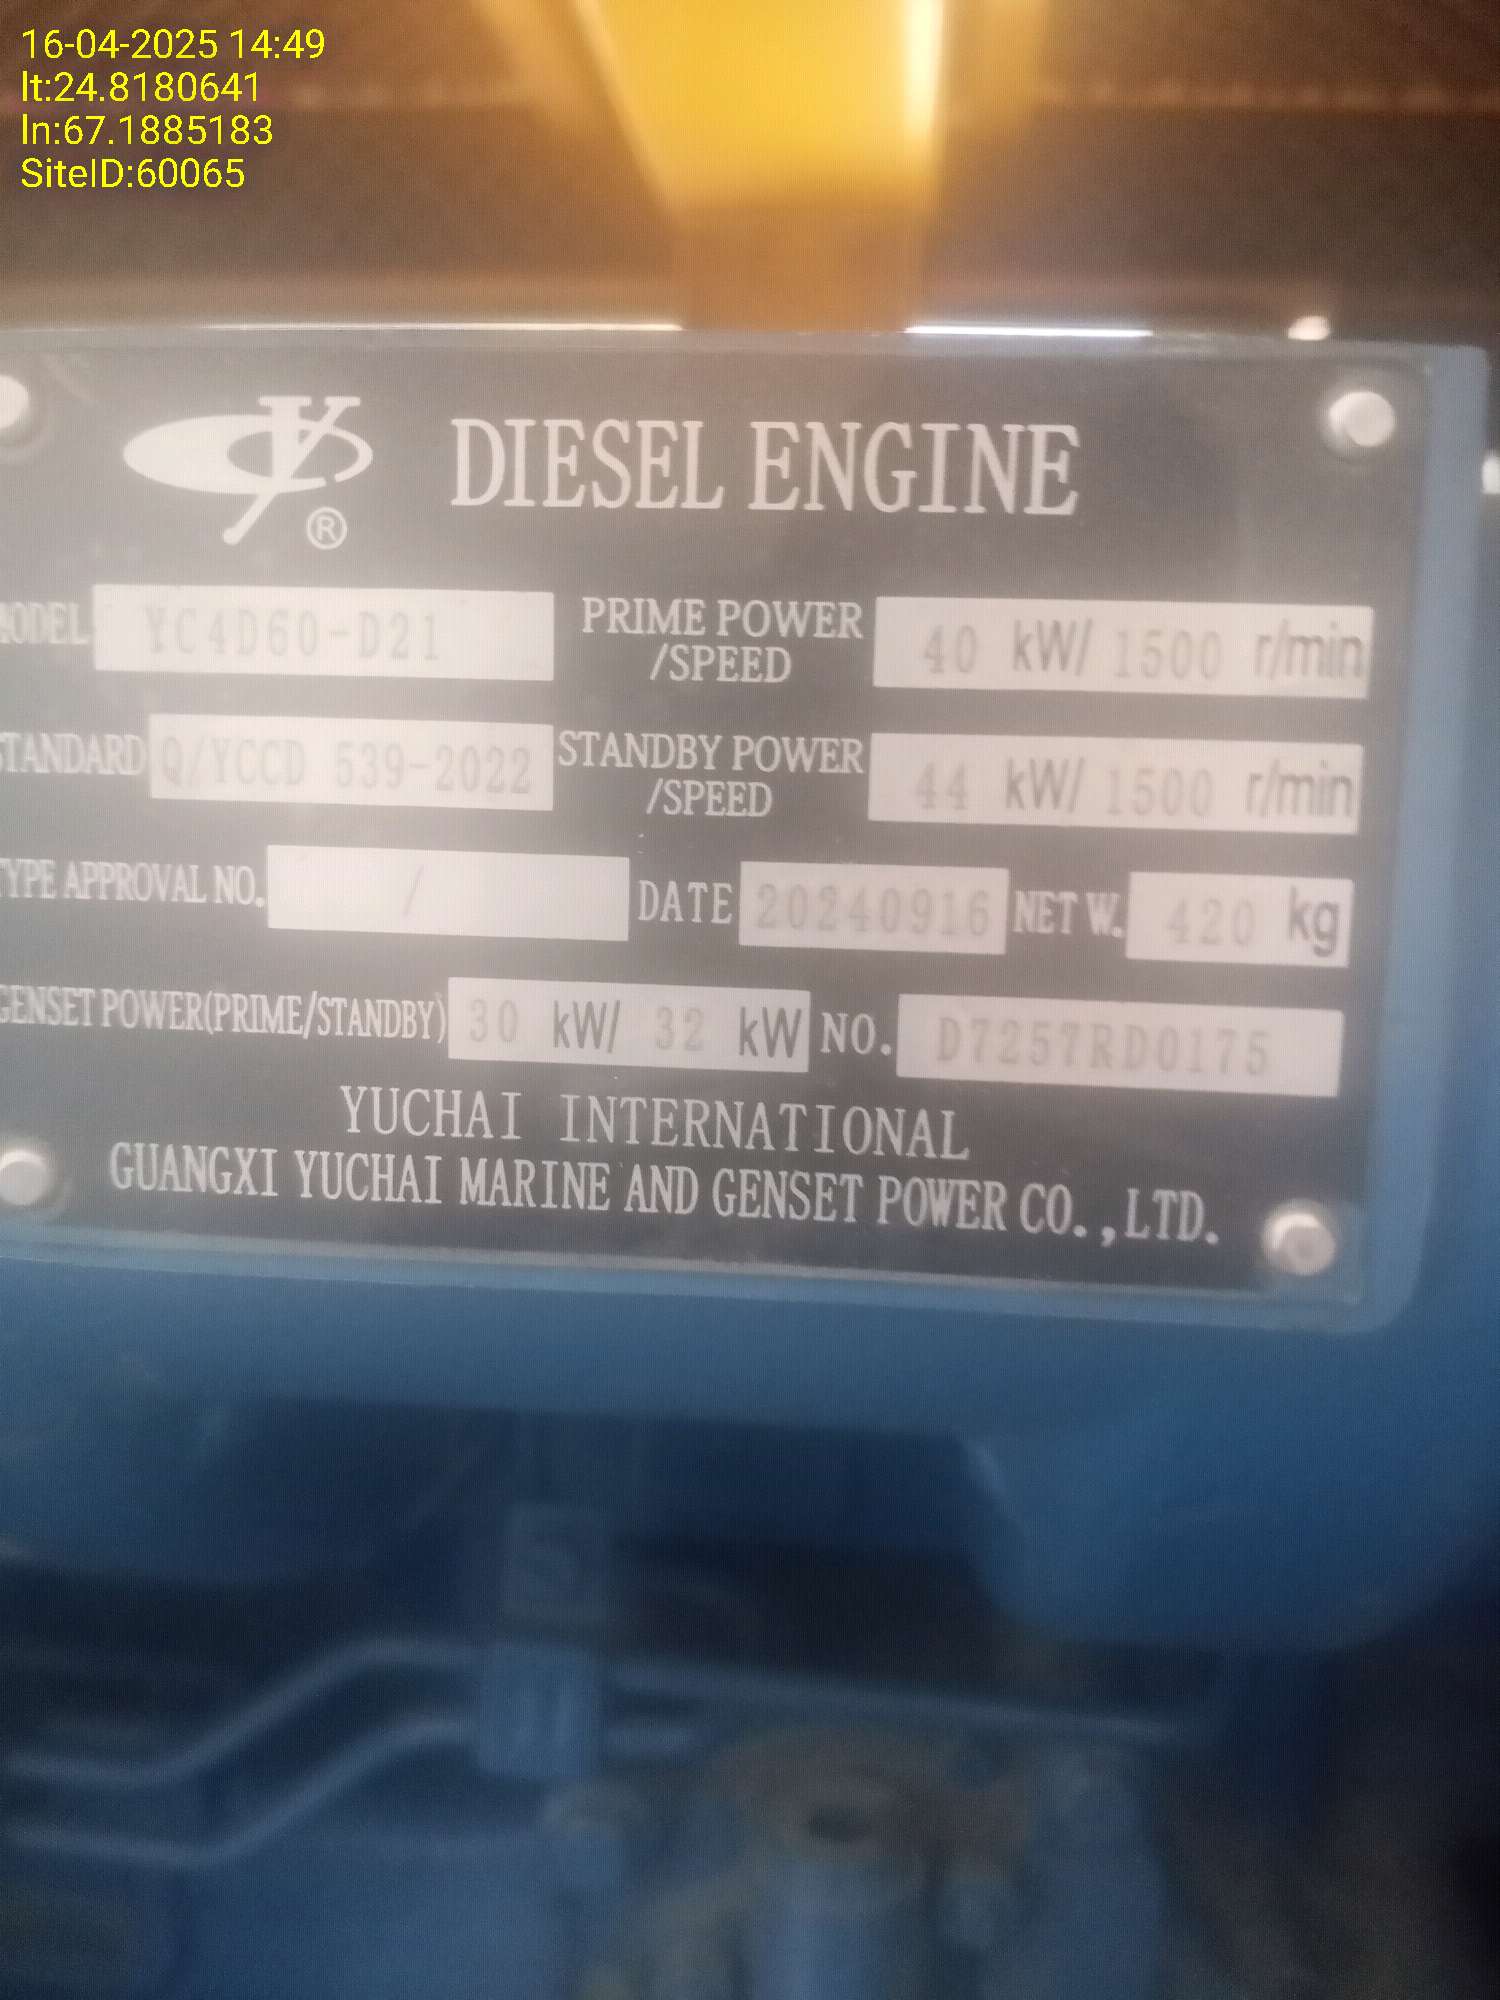 16-04-2025 14:49
lt:24.8180641
ln:67.1885183
SiteID:60065
DIESEL ENGINE
®
MODEL YC4D60-D21 PRIME POWER /SPEED 40 kW/ 1500 r/min
STANDARD Q/YCCD 539-2022 STANDBY POWER /SPEED 44 kW/ 1500 r/min
TYPE APPROVAL NO. / DATE 20240916 NET W. 420 kg
GENSET POWER(PRIME/STANDBY) 30 kW/ 32 kW NO. D7257RD0175
YUCHAI INTERNATIONAL
GUANGXI YUCHAI MARINE AND GENSET POWER CO.,LTD.